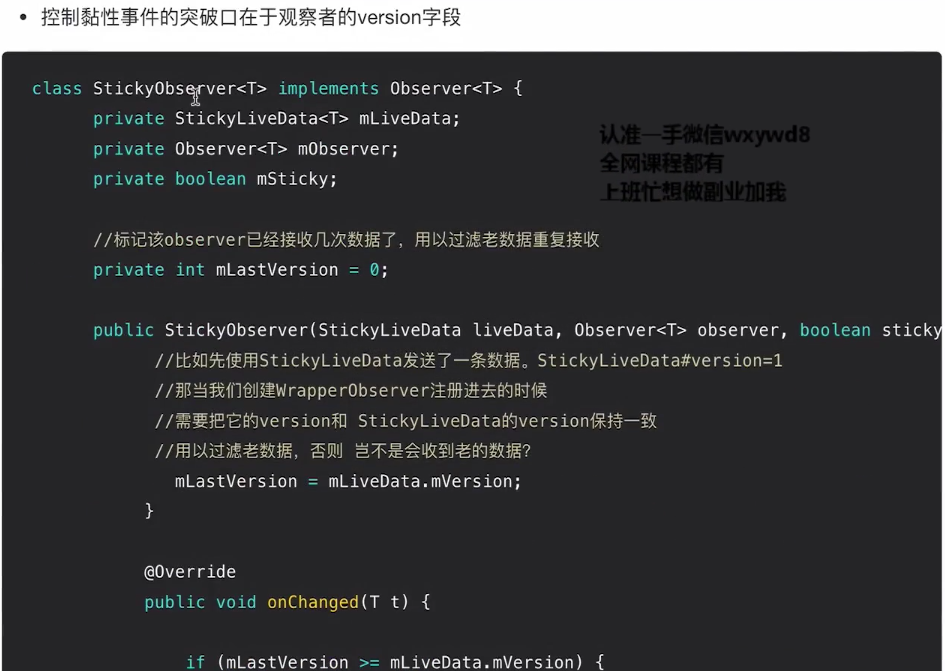 • 控制黏性事件的突破口在于观察者的version字段
class StickyObserver<T> implements Observer<T> {
private StickyLiveData<T> mLiveData;
private Observer<T> mObserver;
private boolean mSticky;
认准一手微信wxywd8
全网课程都有
上班忙想做副业加我
//标记该observer已经接收几次数据了，用以过滤老数据重复接收
private int mLastVersion = 0;
public StickyObserver(StickyLiveData liveData, Observer<T> observer, boolean sticky
//比如先使用StickyLiveData发送了一条数据。StickyLiveData#version=1
//那当我们创建WrapperObserver注册进去的时候
//需要把它的version和 StickyLiveData的version保持一致
//用以过滤老数据，否则 岂不是会收到老的数据?
mLastVersion = mLiveData.mVersion;
}
@Override
public void onChanged(T t) {
if (mLastVersion >= mLiveData.mVersion) {